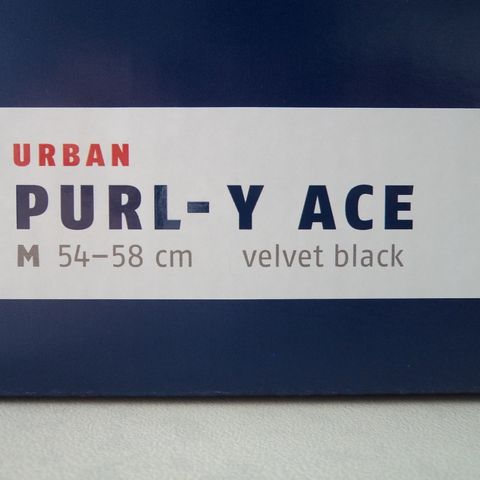 URBAN
PURL-Y ACE
M 54–58 cm velvet black